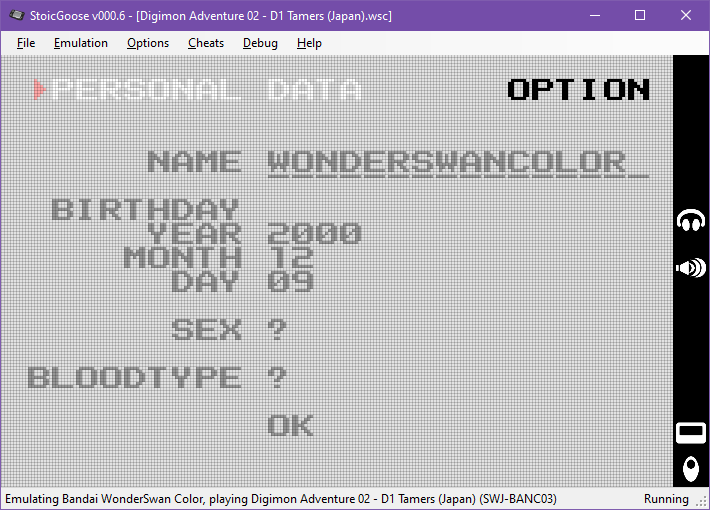 StoicGoose v000.6 - [Digimon Adventure 02 - D1 Tamers (Japan).wsc]
File Emulation Options Cheats Debug Help
PERSONAL DATA OPTION
NAME WONDERSWANCOLOR_
BIRTHDAY
YEAR 2000
MONTH 12
DAY 09
SEX ?
BLOODTYPE ?
OK
Emulating Bandai WonderSwan Color, playing Digimon Adventure 02 - D1 Tamers (Japan) (SWJ-BANC03) Running